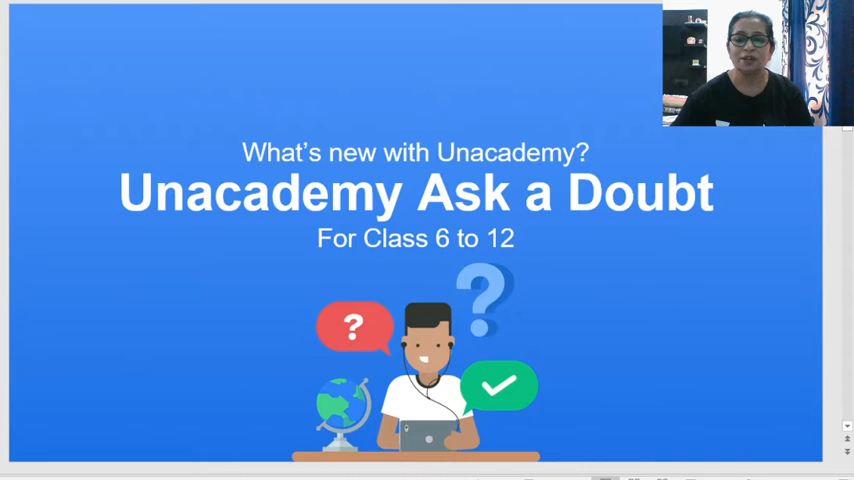 What's new with Unacademy?
Unacademy Ask a Doubt
For Class 6 to 12
?
?